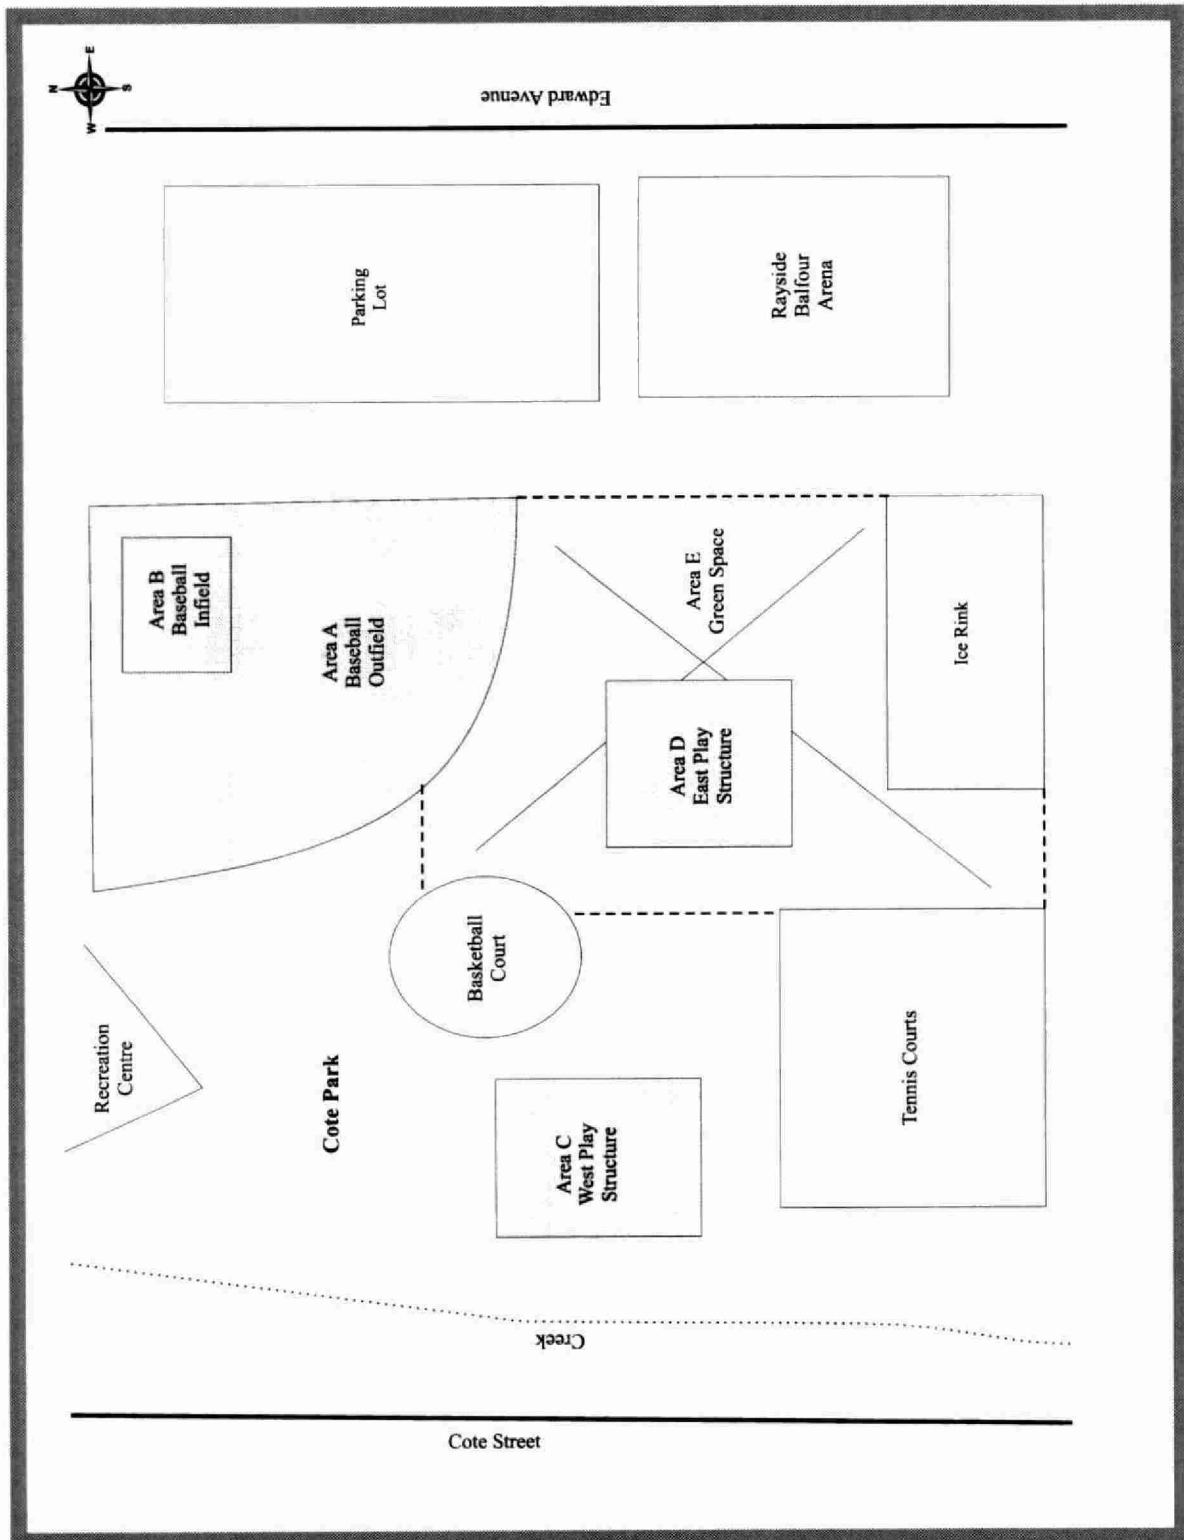 N
E
S
W
Edward Avenue
Parking
Lot
Rayside
Balfour
Arena
Area B
Baseball
Infield
Area A
Baseball
Outfield
Area E
Green Space
Ice Rink
Area D
East Play
Structure
Basketball
Court
Recreation
Centre
Cote Park
Area C
West Play
Structure
Tennis Courts
Creek
Cote Street